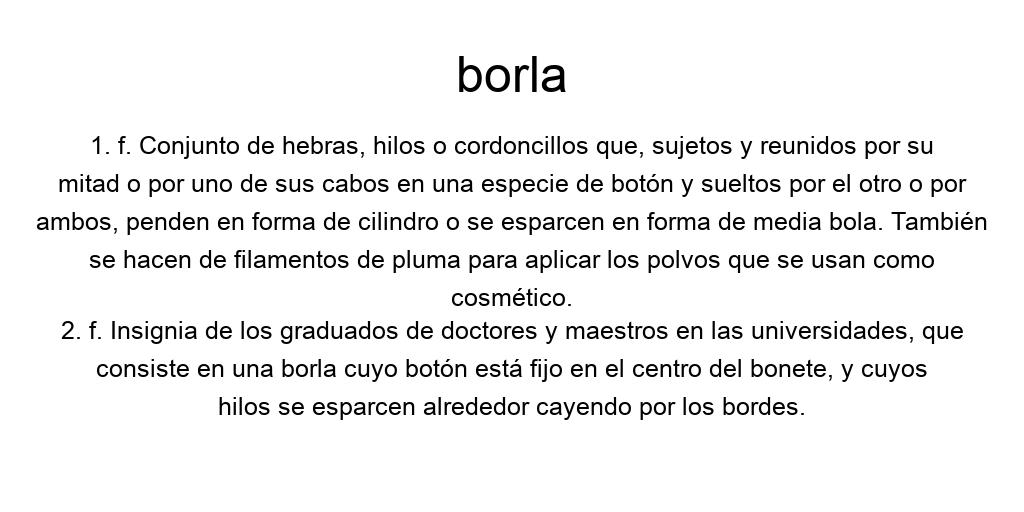 borla
1. f. Conjunto de hebras, hilos o cordoncillos que, sujetos y reunidos por su
mitad o por uno de sus cabos en una especie de botón y sueltos por el otro o por
ambos, penden en forma de cilindro o se esparcen en forma de media bola. También
se hacen de filamentos de pluma para aplicar los polvos que se usan como
cosmético.
2. f. Insignia de los graduados de doctores y maestros en las universidades, que
consiste en una borla cuyo botón está fijo en el centro del bonete, y cuyos
hilos se esparcen alrededor cayendo por los bordes.